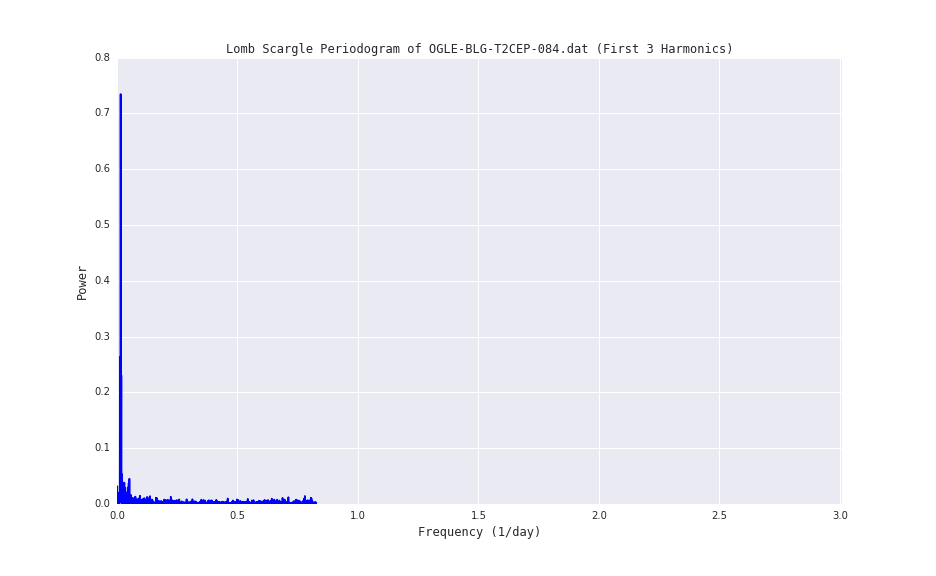 Lomb Scargle Periodogram of OGLE-BLG-T2CEP-084.dat (First 3 Harmonics)
0.8
0.7
0.6
0.5
0.4
0.3
0.2
0.1
0.0
Power
0.0 0.5 1.0 1.5 2.0 2.5 3.0
Frequency (1/day)